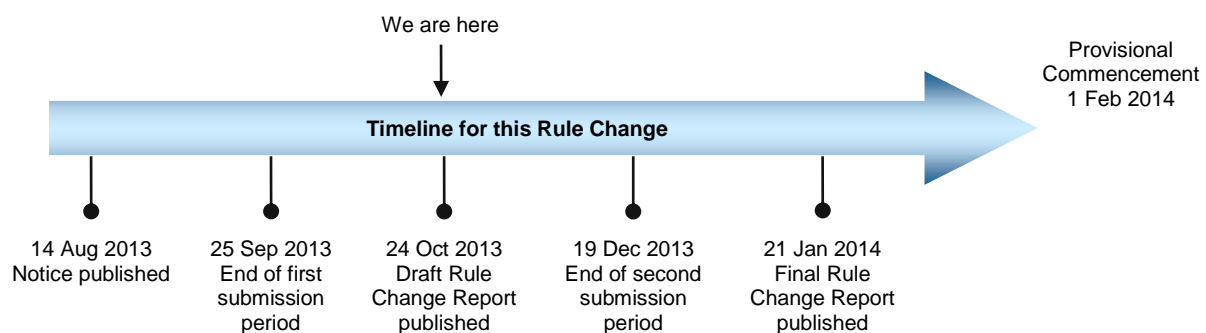 We are here
Provisional
Commencement
1 Feb 2014
Timeline for this Rule Change
14 Aug 2013
Notice published
25 Sep 2013
End of first
submission
period
24 Oct 2013
Draft Rule
Change Report
published
19 Dec 2013
End of second
submission
period
21 Jan 2014
Final Rule
Change Report
published